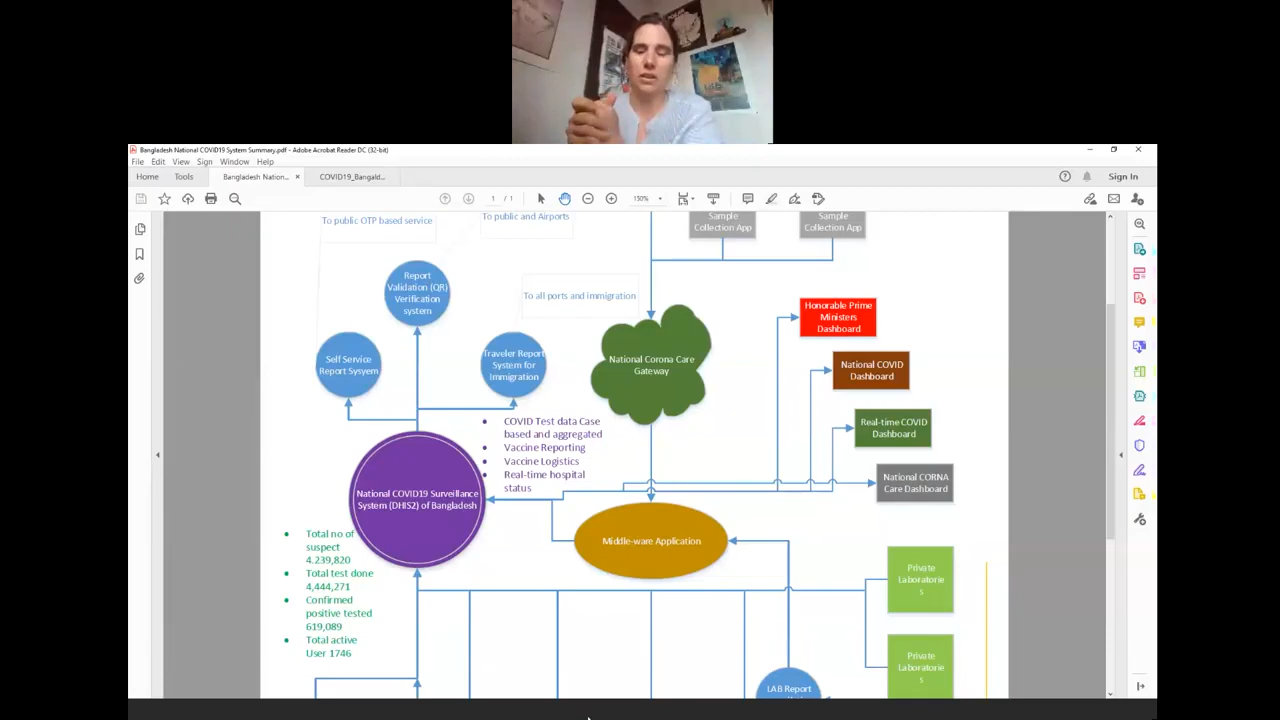 Bangladesh National COVID19 System Summary.pdf - Adobe Acrobat Reader DC (32-bit)
File Edit View Sign Window Help
Home Tools Bangladesh Nation... × COVID19_Bangald... Sign In
1 / 1 130%
To public OTP based service
To public and Airports
Sample
Collection App
Sample
Collection App
Report
Validation (QR)
Verification
system
To all ports and immigration
Honorable Prime
Ministers
Dashboard
Self Service
Report Sysyem
Traveler Report
System for
Immigration
National Corona Care
Gateway
National COVID
Dashboard
Real-time COVID
Dashboard
• COVID Test data Case
based and aggregated
• Vaccine Reporting
• Vaccine Logistics
• Real-time hospital
status
National CORNA
Care Dashboard
National COVID19 Surveillance
System (DHIS2) of Bangladesh
Middle-ware Application
• Total no of
suspect
4.239,820
• Total test done
4,444,271
• Confirmed
positive tested
619,089
• Total active
User 1746
Private
Laboratorie
s
Private
Laboratorie
s
LAB Report